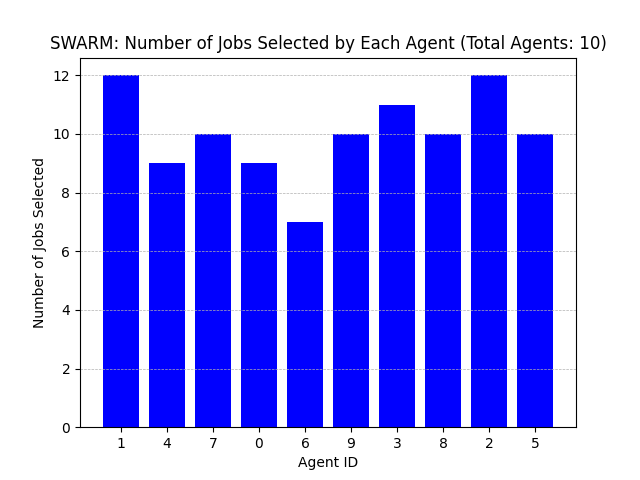 SWARM: Number of Jobs Selected by Each Agent (Total Agents: 10)
12
10
8
6
4
2
0
Number of Jobs Selected
1 4 7 0 6 9 3 8 2 5
Agent ID